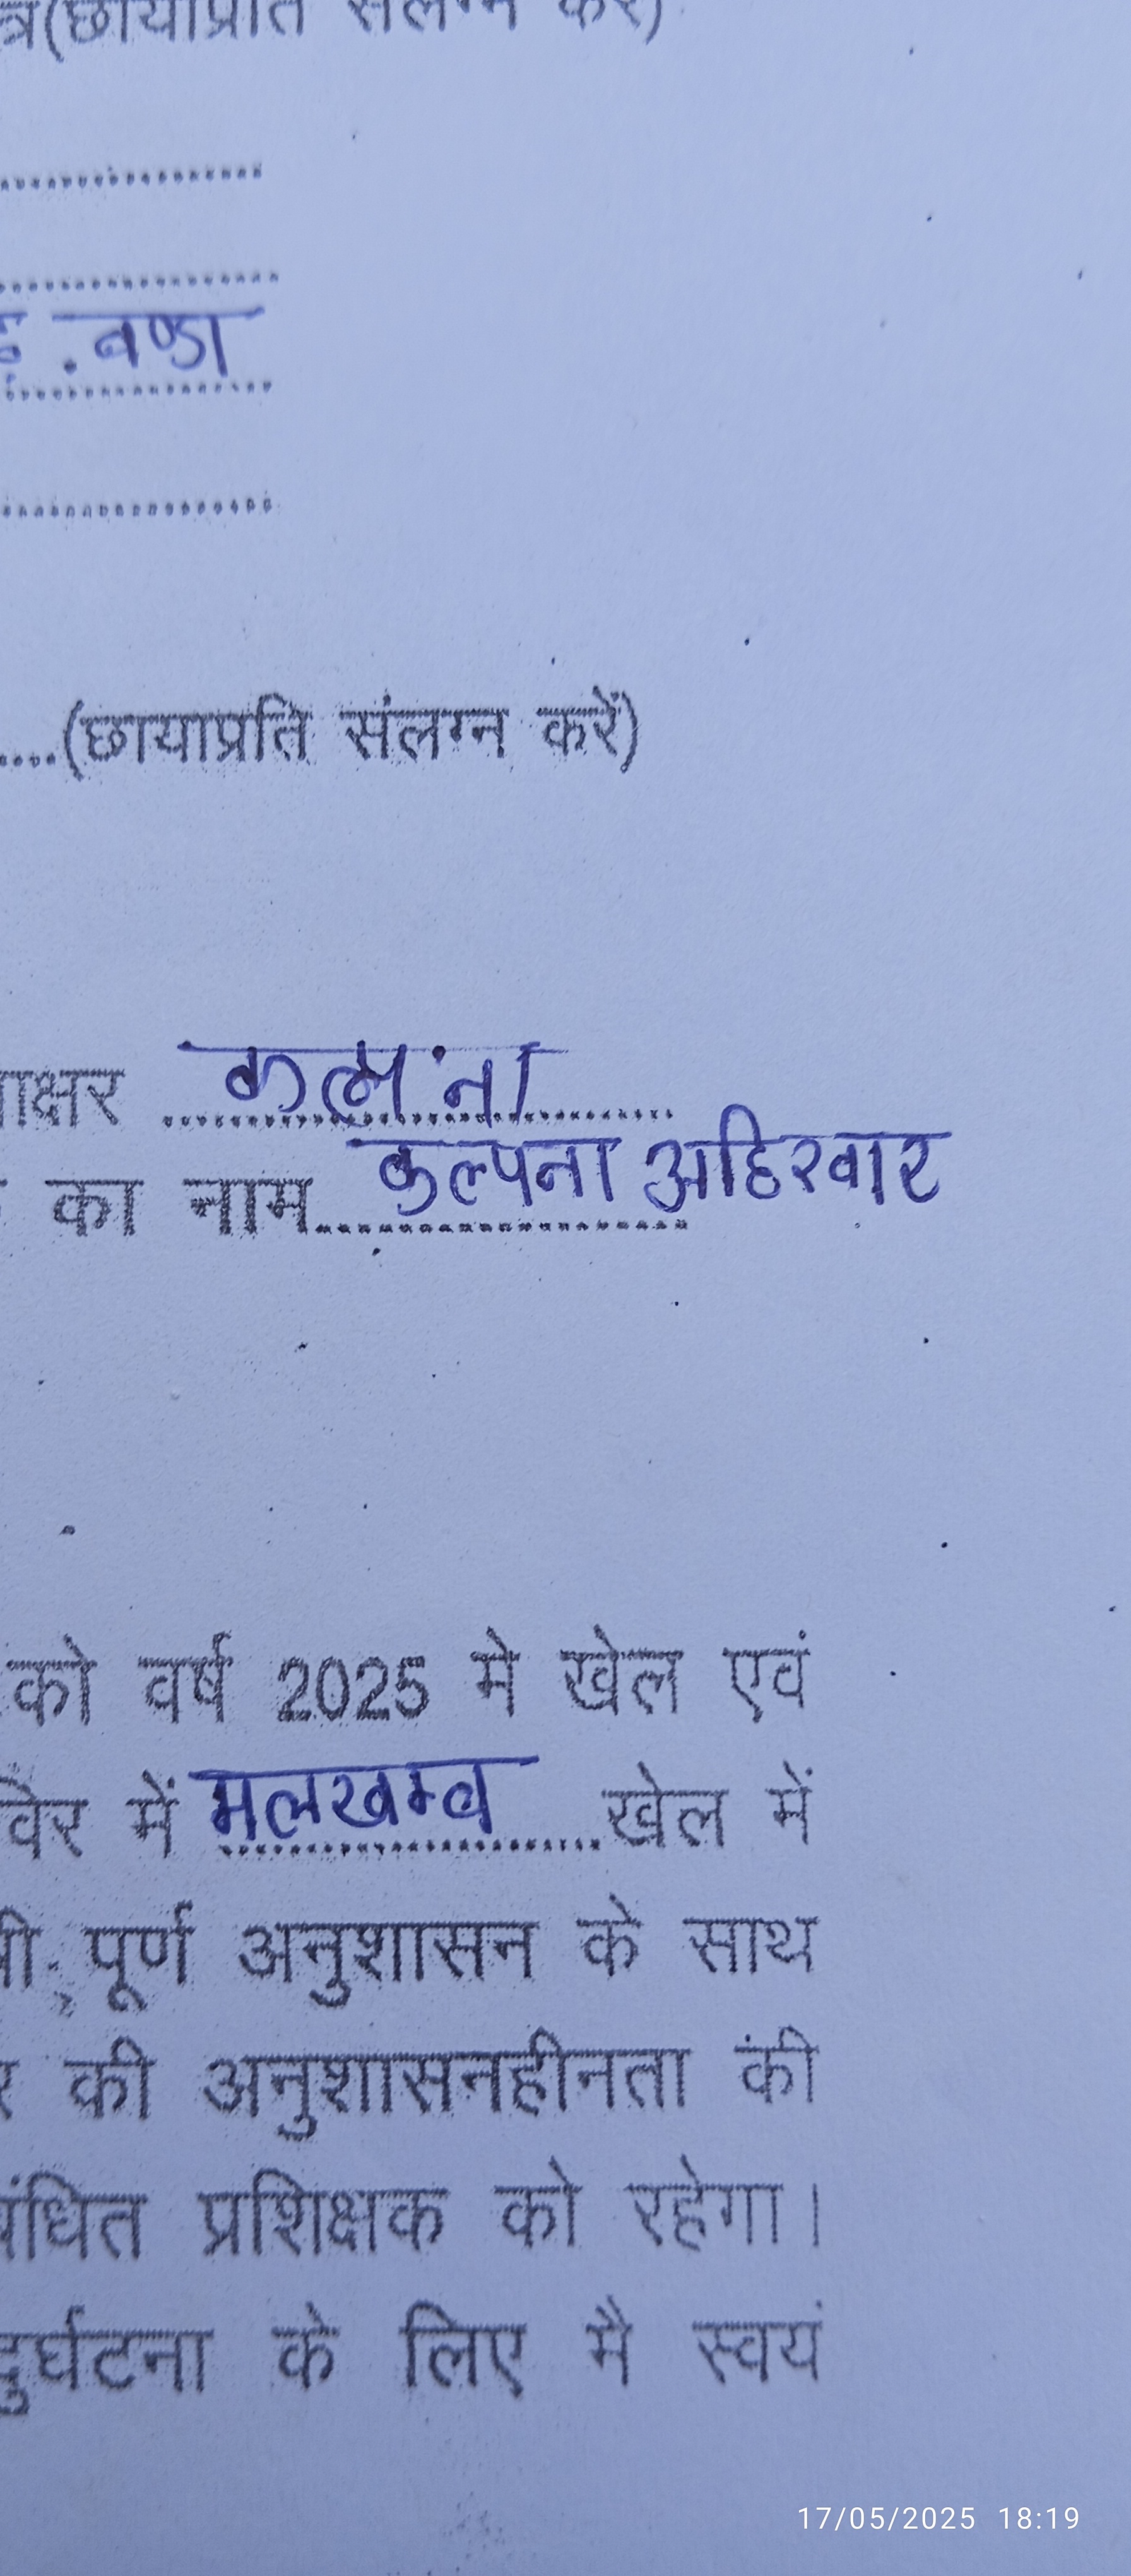 (छायाप्रति संलग्न करें)
. बण्डा
....(छायाप्रति संलग्न करें)
कल्पना
का नाम कल्पना अहिरवार
को वर्ष 2025 मे खेल एवं
में मलखम्ब खेल में
पूर्ण अनुशासन के साथ
की अनुशासनहीनता की
प्रशिक्षक को रहेगा।
दुर्घटना के लिए मै स्वयं
17/05/2025 18:19